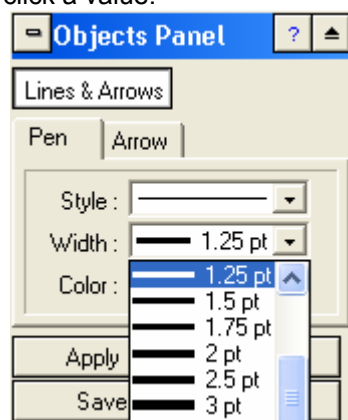 click a value.
Objects Panel ?
Lines & Arrows
Pen Arrow
Style :
Width : 1.25 pt
Color : 1.25 pt
1.5 pt
1.75 pt
Apply 2 pt
2.5 pt
Save 3 pt